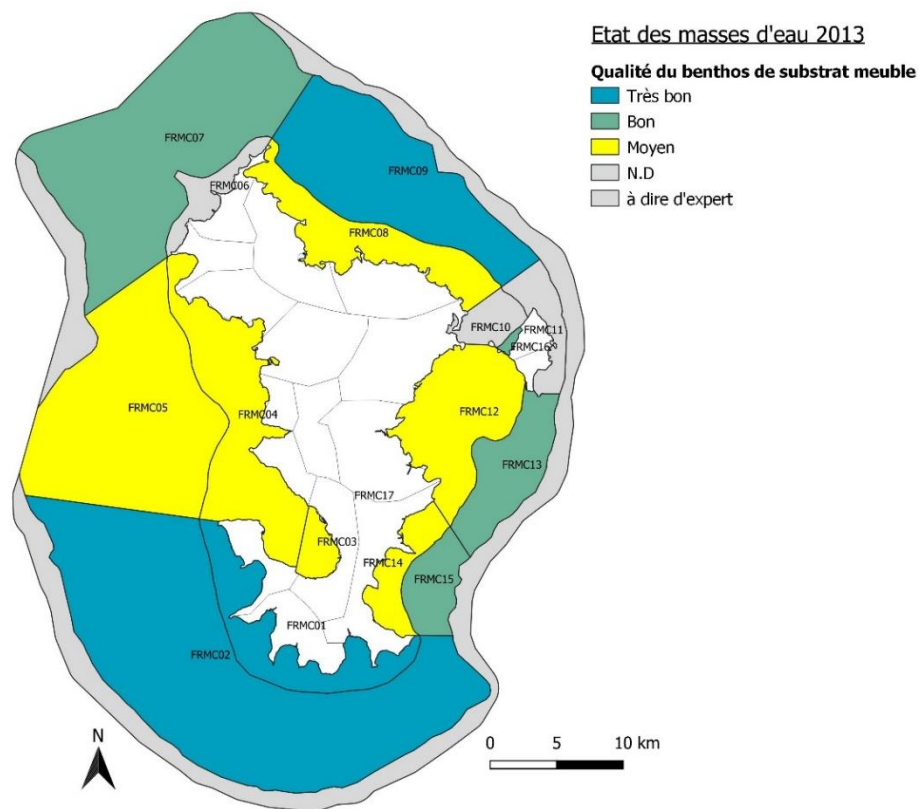 Etat des masses d'eau 2013
Qualité du benthos de substrat meuble
Très bon
Bon
Moyen
N.D
à dire d'expert
FRMC07
FRMC09
FRMC06
FRMC08
FRMC10
FRMC11
FRMC16
FRMC05
FRMC04
FRMC12
FRMC13
FRMC17
FRMC03
FRMC14
FRMC15
FRMC01
FRMC02
N
0 5 10 km